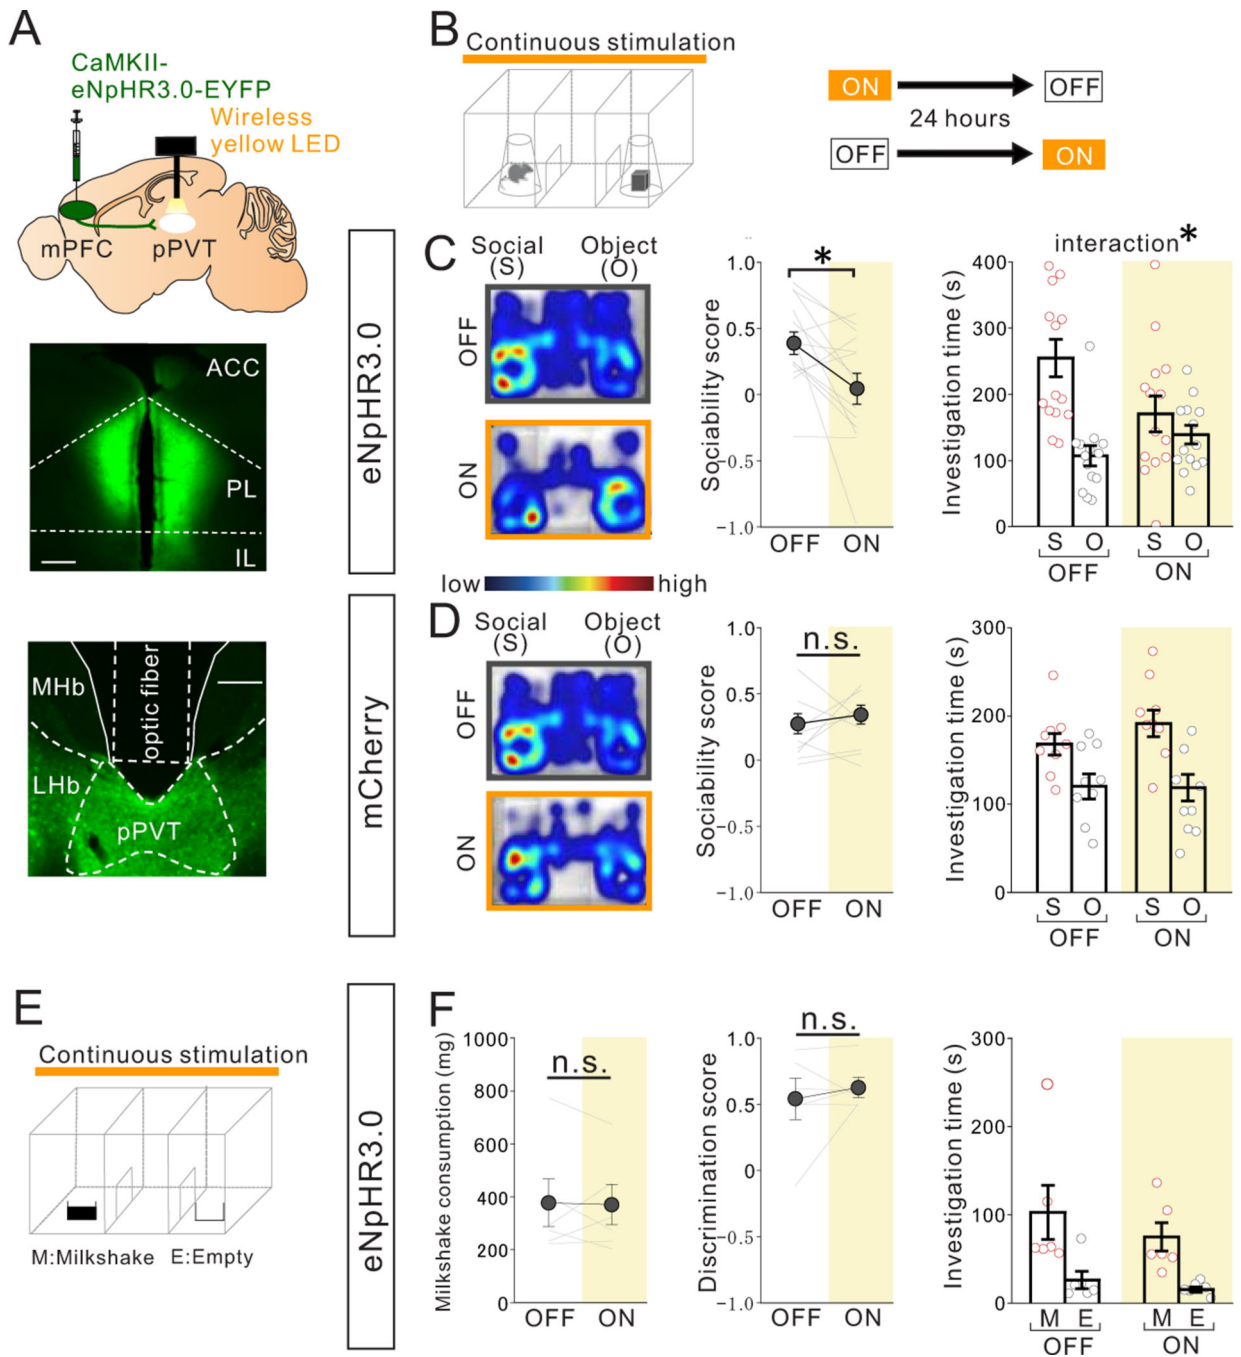 A
CaMKII-
eNpHR3.0-EYFP
Wireless
yellow LED
mPFC
pPVT
ACC
PL
IL
MHb
optic fiber
LHb
pPVT
B
Continuous stimulation
ON
OFF
24 hours
OFF
ON
eNpHR3.0
C
Social
(S)
Object
(O)
OFF
ON
low
high
Sociability score
1.0
0.5
0
−0.5
−1.0
*
OFF
ON
interaction*
Investigation time (s)
400
300
200
100
0
S O S O
OFF
ON
mCherry
D
Social
(S)
Object
(O)
OFF
ON
Sociability score
1.0
0.5
0
−0.5
−1.0
n.s.
OFF
ON
Investigation time (s)
300
200
100
0
S O S O
OFF
ON
E
Continuous stimulation
M:Milkshake
E:Empty
eNpHR3.0
F
Milkshake consumption (mg)
1000
800
600
400
200
0
n.s.
OFF
ON
Discrimination score
1.0
0.5
0
−0.5
−1.0
n.s.
OFF
ON
Investigation time (s)
300
200
100
0
M E M E
OFF
ON